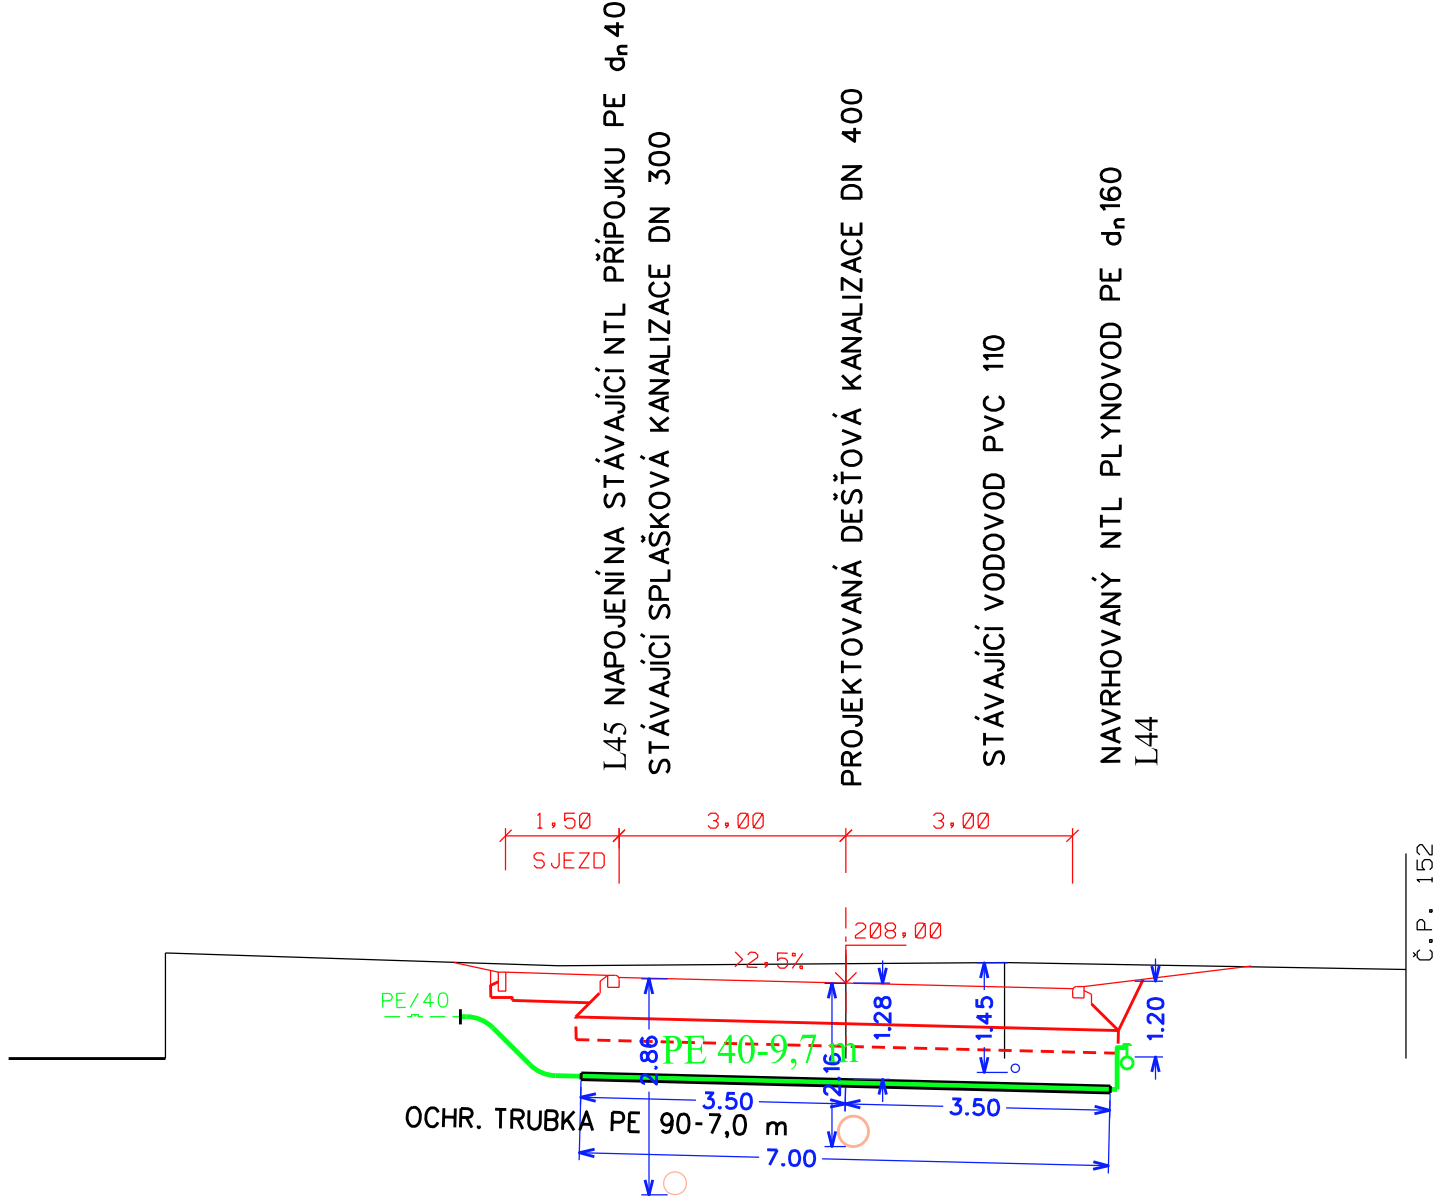 L45 NAPOJENÍ NA STÁVAJÍCÍ NTL PŘÍPOJKU PE dn 40
STÁVAJÍCÍ SPLAŠKOVÁ KANALIZACE DN 300
PROJEKTOVANÁ DEŠŤOVÁ KANALIZACE DN 400
STÁVAJÍCÍ VODOVOD PVC 110
NAVRHOVANÝ NTL PLYNOVOD PE dn 160
L44
1,50
3,00
3,00
SJEZD
Č.P. 152
208,00
>2,5%
PE/40
1.28
1.45
1.20
PE 40-9,7 m
2.86
2.16
3.50
3.50
OCHR. TRUBKA PE 90-7,0 m
7.00